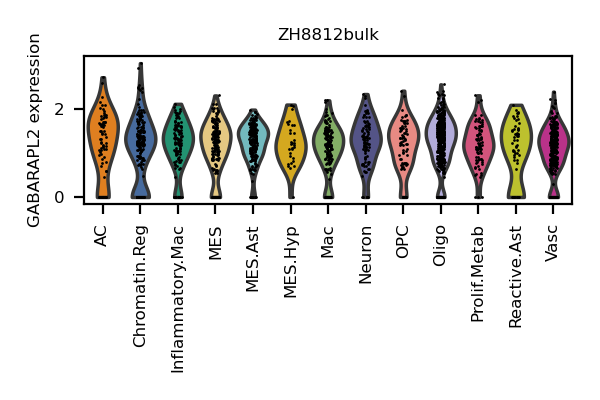 ZH8812bulk
GABARAPL2 expression
2
0
AC
Chromatin.Reg
Inflammatory.Mac
MES
MES.Ast
MES.Hyp
Mac
Neuron
OPC
Oligo
Prolif.Metab
Reactive.Ast
Vasc